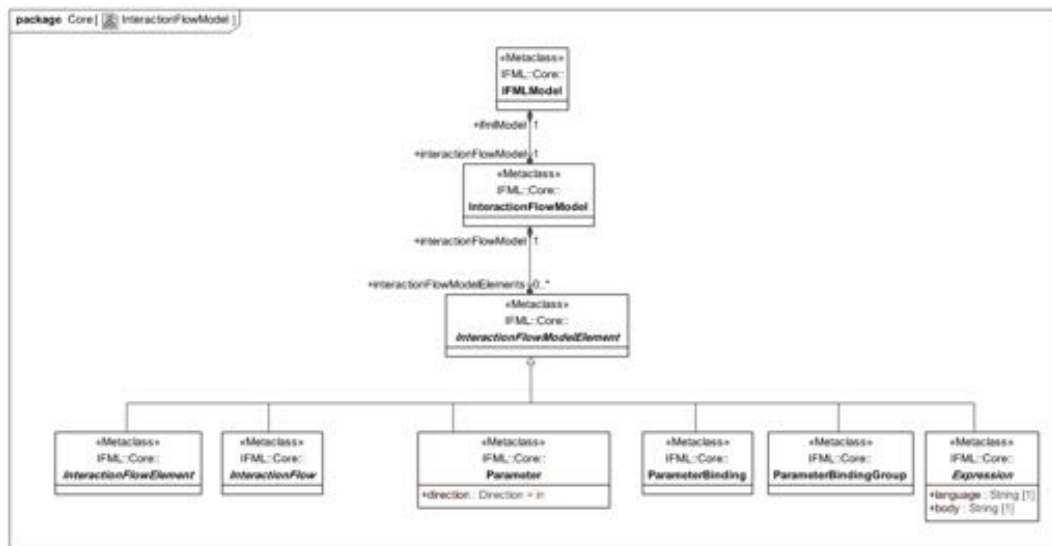 package Core[ InteractionFlowModel ]
«Metaclass»
IFML::Core::
IFMLModel
+ifmlModel 1
+interactionFlowModel 1
«Metaclass»
IFML::Core::
InteractionFlowModel
+interactionFlowModel 1
+interactionFlowModelElements 0..*
«Metaclass»
IFML::Core::
InteractionFlowModelElement
«Metaclass»
IFML::Core::
InteractionFlowElement
«Metaclass»
IFML::Core::
InteractionFlow
«Metaclass»
IFML::Core::
Parameter
+direction : Direction = in
«Metaclass»
IFML::Core::
ParameterBinding
«Metaclass»
IFML::Core::
ParameterBindingGroup
«Metaclass»
IFML::Core::
Expression
+language : String [1]
+body : String [1]